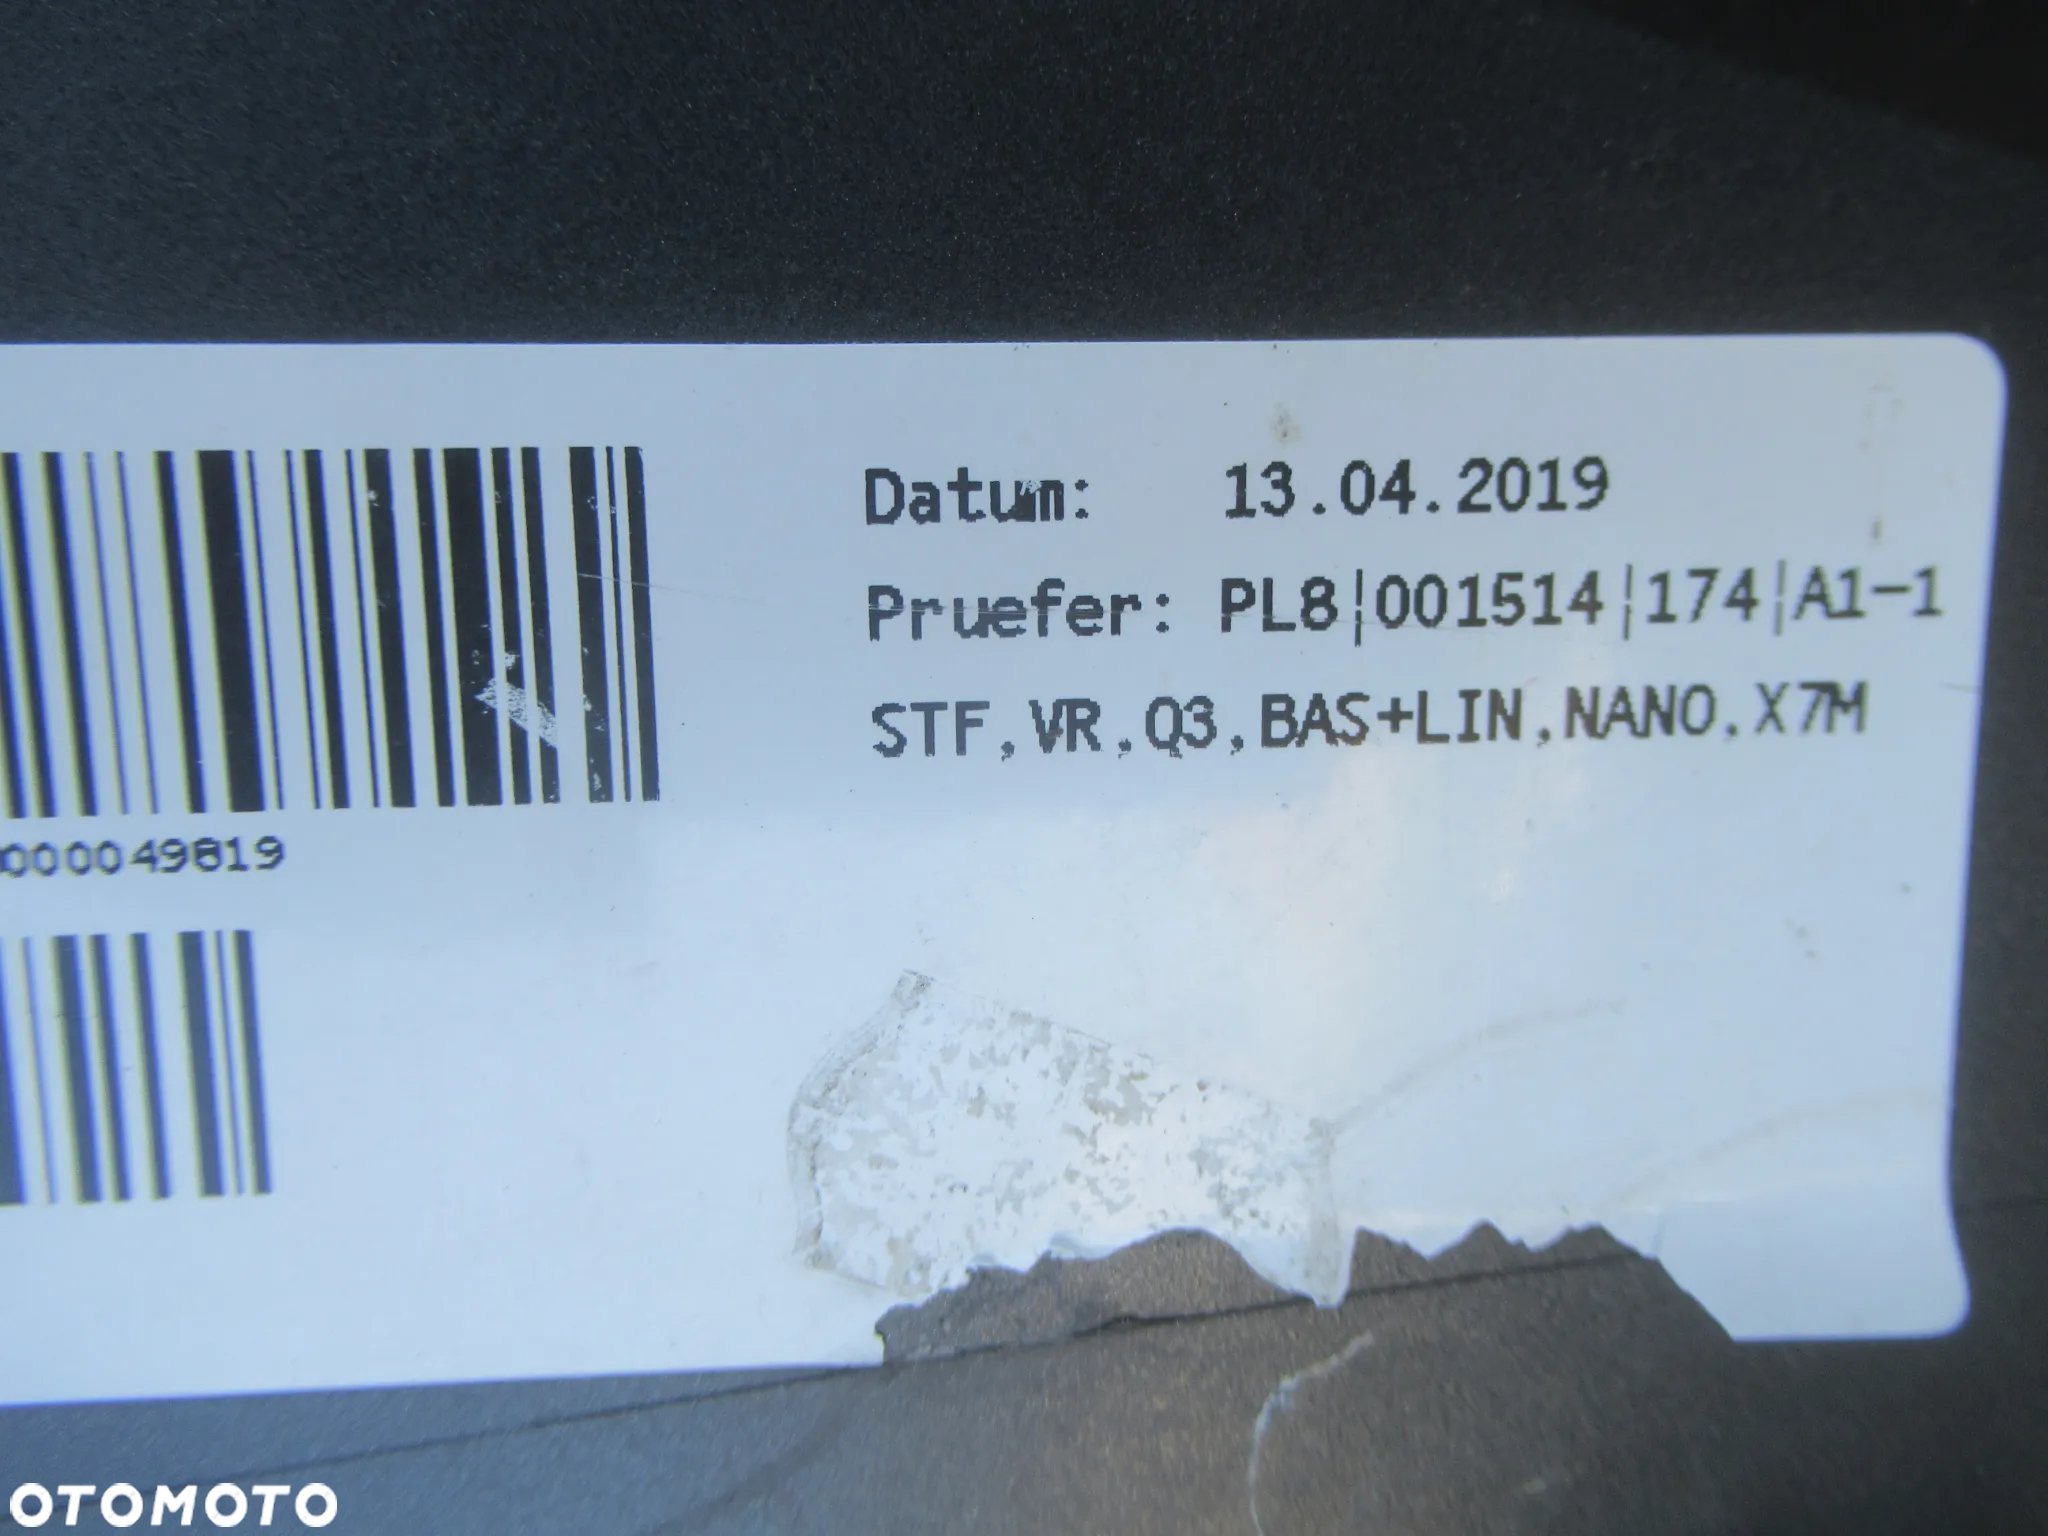 Datum: 13.04.2019
Pruefer: PL8|001514|174|A1-1
STF,VR,Q3,BAS+LIN,NANO,X7M
000049819
OTOMOTO